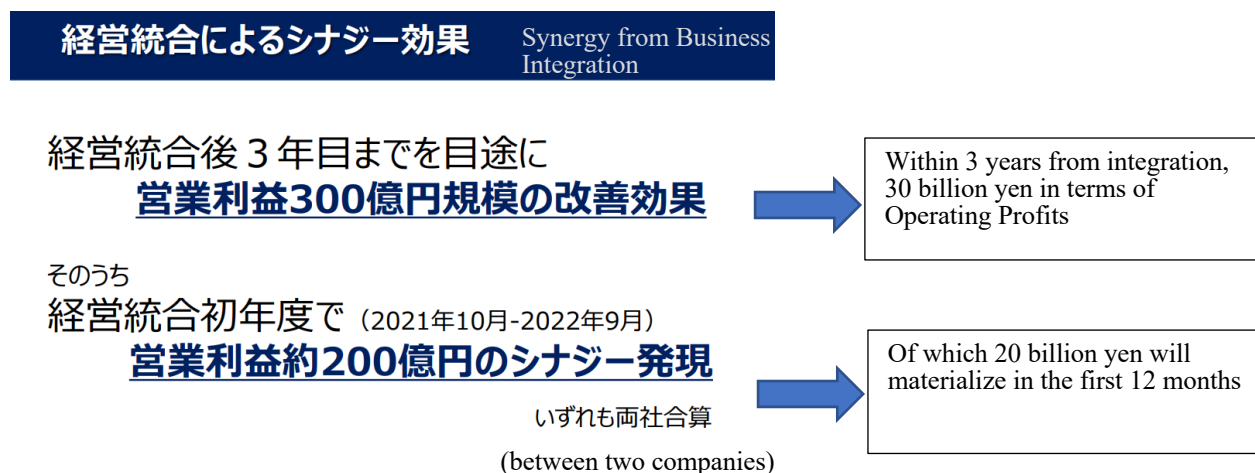 経営統合によるシナジー効果
Synergy from Business
Integration
経営統合後３年目までを目途に
営業利益300億円規模の改善効果
Within 3 years from integration,
30 billion yen in terms of
Operating Profits
そのうち
経営統合初年度で（2021年10月-2022年9月）
営業利益約200億円のシナジー発現
Of which 20 billion yen will
materialize in the first 12 months
いずれも両社合算
(between two companies)